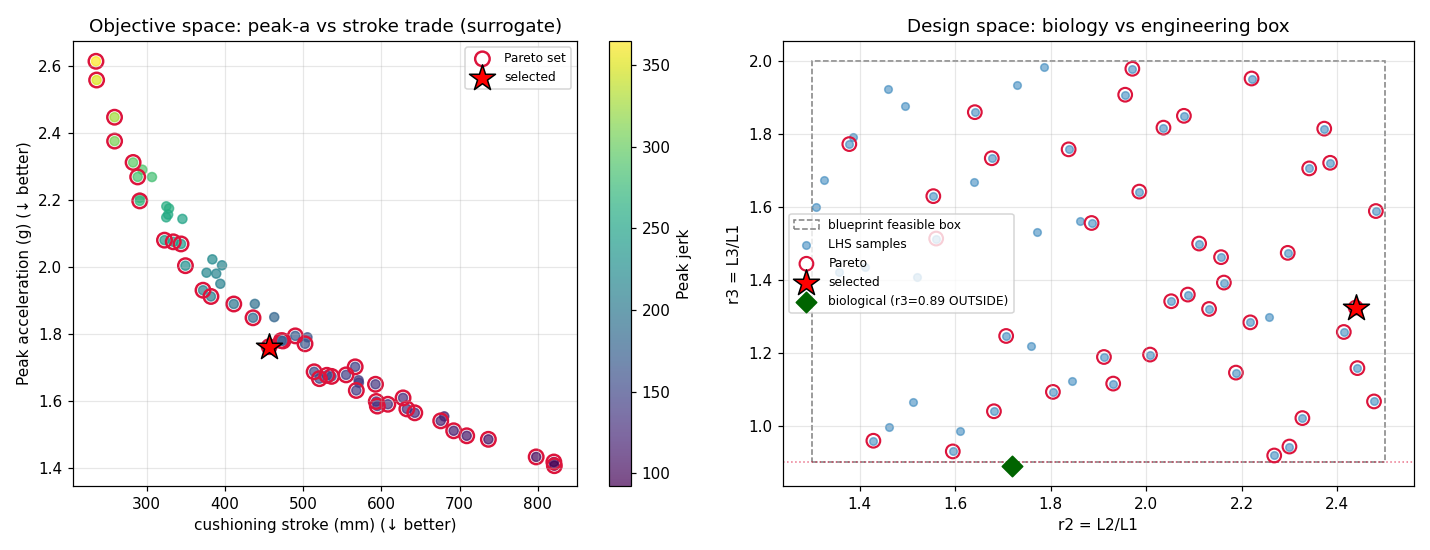 Objective space: peak-a vs stroke trade (surrogate)
Pareto set
selected
2.6
2.4
2.2
2.0
1.8
1.6
1.4
Peak acceleration (g) (↓ better)
300
400
500
600
700
800
cushioning stroke (mm) (↓ better)
350
300
250
200
150
100
Peak jerk
Design space: biology vs engineering box
2.0
1.8
1.6
1.4
1.2
1.0
r3 = L3/L1
blueprint feasible box
LHS samples
Pareto
selected
biological (r3=0.89 OUTSIDE)
1.4
1.6
1.8
2.0
2.2
2.4
r2 = L2/L1